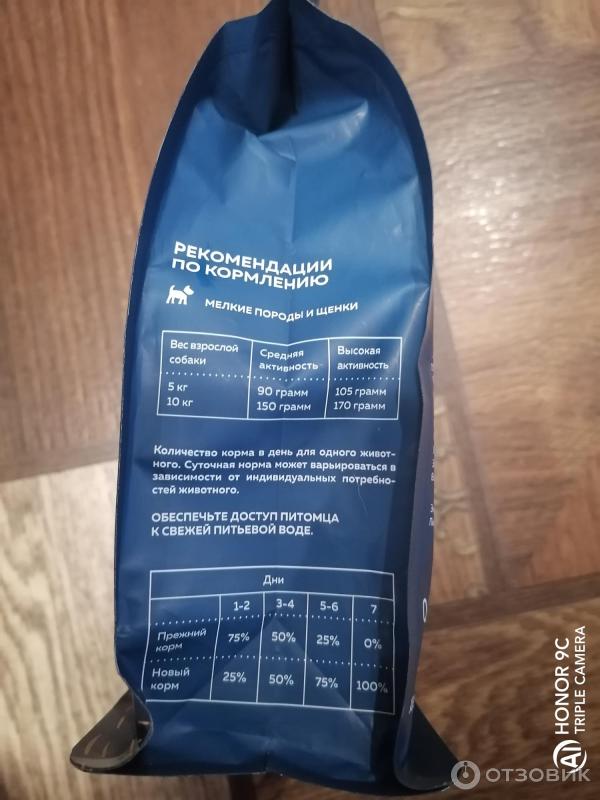 РЕКОМЕНДАЦИИ
ПО КОРМЛЕНИЮ
МЕЛКИЕ ПОРОДЫ И ЩЕНКИ
Вес взрослой собаки Средняя активность Высокая активность
5 кг 90 грамм 105 грамм
10 кг 150 грамм 170 грамм
Количество корма в день для одного живот-
ного. Суточная норма может варьироваться в
зависимости от индивидуальных потребно-
стей животного.
ОБЕСПЕЧЬТЕ ДОСТУП ПИТОМЦА
К СВЕЖЕЙ ПИТЬЕВОЙ ВОДЕ.
Дни
1-2 3-4 5-6 7
Прежний корм 75% 50% 25% 0%
Новый корм 25% 50% 75% 100%
HONOR 9C
TRIPLE CAMERA
AI
ОТЗОВИК